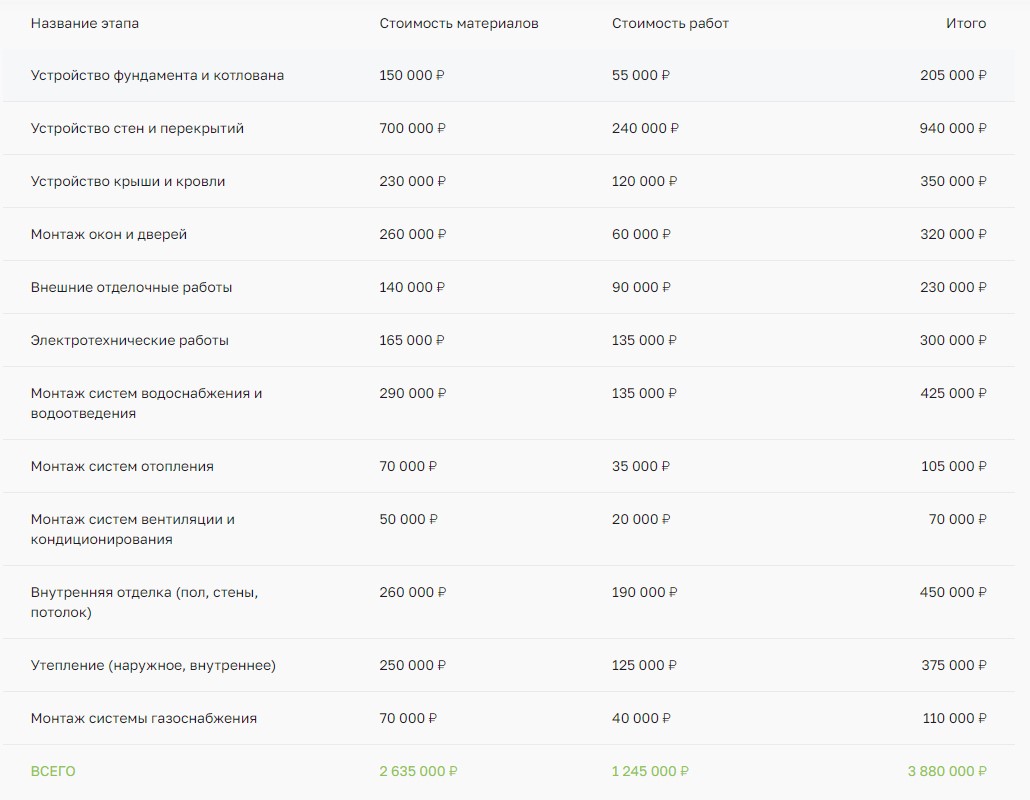 Название этапа Стоимость материалов Стоимость работ Итого
Устройство фундамента и котлована 150 000 ₽ 55 000 ₽ 205 000 ₽
Устройство стен и перекрытий 700 000 ₽ 240 000 ₽ 940 000 ₽
Устройство крыши и кровли 230 000 ₽ 120 000 ₽ 350 000 ₽
Монтаж окон и дверей 260 000 ₽ 60 000 ₽ 320 000 ₽
Внешние отделочные работы 140 000 ₽ 90 000 ₽ 230 000 ₽
Электротехнические работы 165 000 ₽ 135 000 ₽ 300 000 ₽
Монтаж систем водоснабжения и 290 000 ₽ 135 000 ₽ 425 000 ₽
водоотведения
Монтаж систем отопления 70 000 ₽ 35 000 ₽ 105 000 ₽
Монтаж систем вентиляции и 50 000 ₽ 20 000 ₽ 70 000 ₽
кондиционирования
Внутренняя отделка (пол, стены, 260 000 ₽ 190 000 ₽ 450 000 ₽
потолок)
Утепление (наружное, внутреннее) 250 000 ₽ 125 000 ₽ 375 000 ₽
Монтаж системы газоснабжения 70 000 ₽ 40 000 ₽ 110 000 ₽
ВСЕГО 2 635 000 ₽ 1 245 000 ₽ 3 880 000 ₽